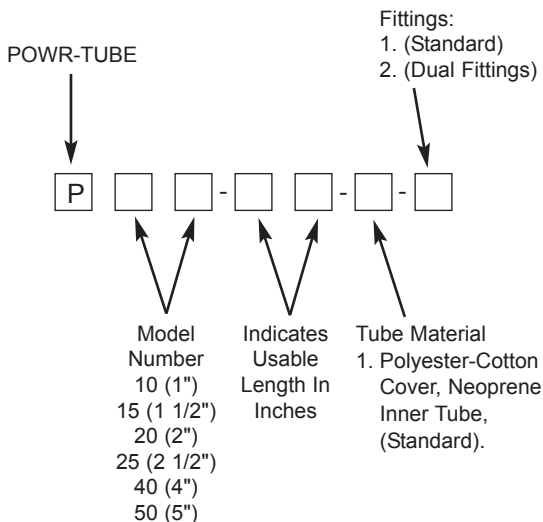 Fittings:
1. (Standard)
2. (Dual Fittings)
POWR-TUBE
P - - -
Model
Number
10 (1")
15 (1 1/2")
20 (2")
25 (2 1/2")
40 (4")
50 (5")
Indicates
Usable
Length In
Inches
Tube Material
1. Polyester-Cotton
Cover, Neoprene
Inner Tube,
(Standard).